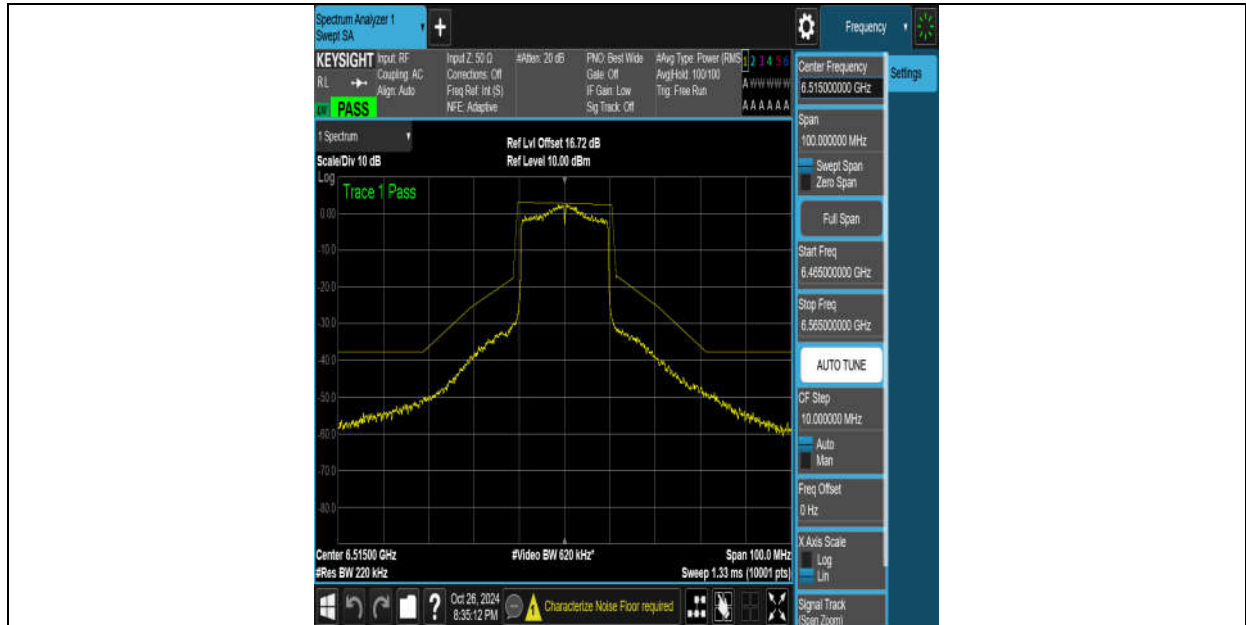 Spectrum Analyzer 1
Swept SA
+
Frequency
KEYSIGHT
RL
PASS
Input: RF
Coupling: AC
Align: Auto
Input Z: 50 Ω
Corrections: Off
Freq Ref: Int (S)
NFE: Adaptive
#Atten: 20 dB
PNO: Best Wide
Gate: Off
IF Gain: Low
Sig Track: Off
#Avg Type: Power (RMS
Avg|Hold: 100/100
Trig: Free Run
1 2 3 4 5 6
A W W W W W
A A A A A A
1 Spectrum
Scale/Div 10 dB
Ref Lvl Offset 16.72 dB
Ref Level 10.00 dBm
Log
Trace 1 Pass
0.00
-10.0
-20.0
-30.0
-40.0
-50.0
-60.0
-70.0
-80.0
Center 6.51500 GHz
#Res BW 220 kHz
#Video BW 620 kHz*
Span 100.0 MHz
Sweep 1.33 ms (10001 pts)
?
Oct 26, 2024
8:35:12 PM
Characterize Noise Floor required
Center Frequency
6.515000000 GHz
Settings
Span
100.000000 MHz
Swept Span
Zero Span
Full Span
Start Freq
6.465000000 GHz
Stop Freq
6.565000000 GHz
AUTO TUNE
CF Step
10.000000 MHz
Auto
Man
Freq Offset
0 Hz
X Axis Scale
Log
Lin
Signal Track
(Span Zoom)